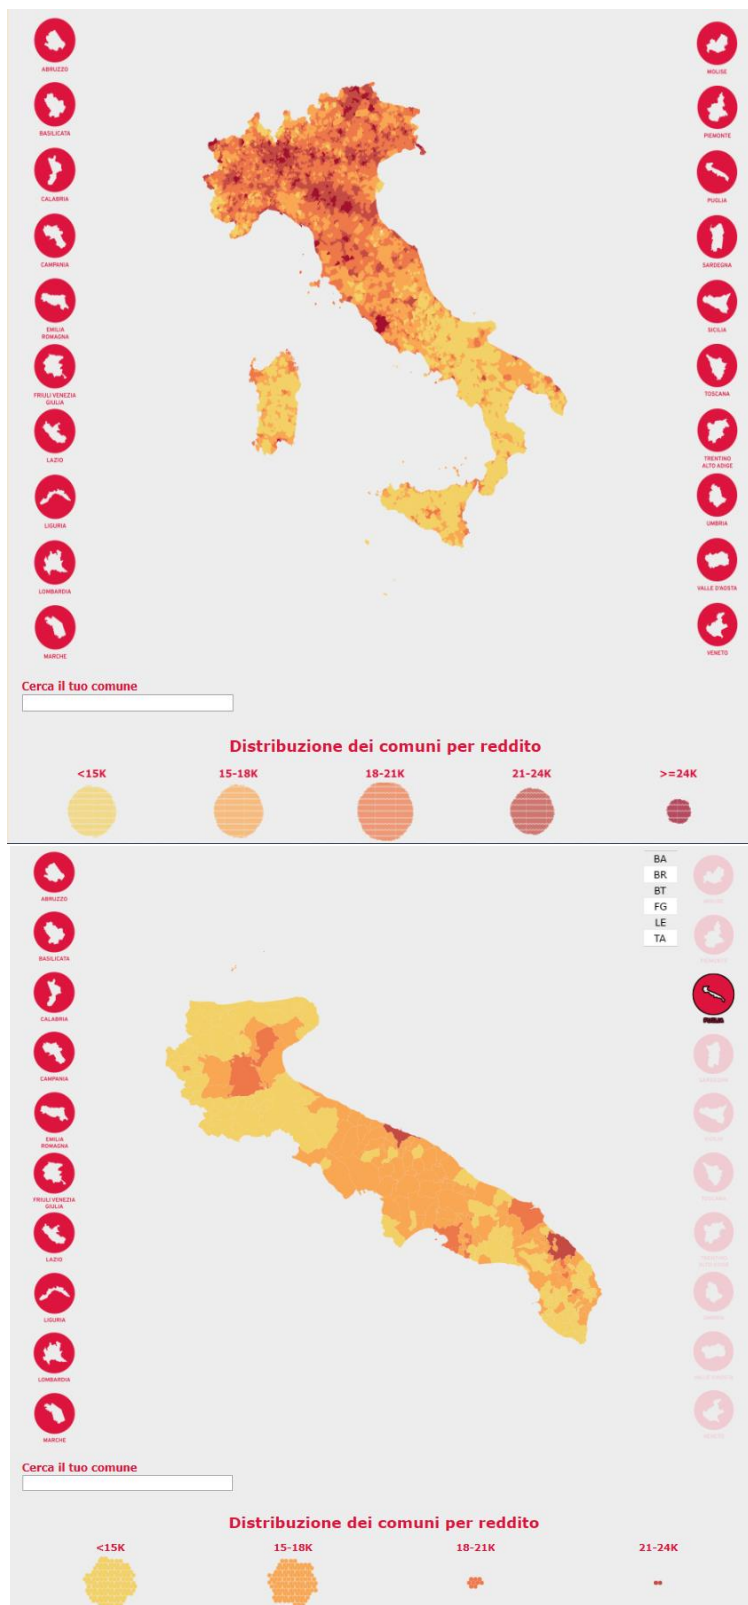 ABRUZZO
BASILICATA
CALABRIA
CAMPANIA
EMILIA
ROMAGNA
FRIULI VENEZIA
GIULIA
LAZIO
LIGURIA
LOMBARDIA
MARCHE
MOLISE
PIEMONTE
PUGLIA
SARDEGNA
SICILIA
TOSCANA
TRENTINO
ALTO ADIGE
UMBRIA
VALLE D'AOSTA
VENETO
Cerca il tuo comune
Distribuzione dei comuni per reddito
<15K 15-18K 18-21K 21-24K >=24K
ABRUZZO
BASILICATA
CALABRIA
CAMPANIA
EMILIA
ROMAGNA
FRIULI VENEZIA
GIULIA
LAZIO
LIGURIA
LOMBARDIA
MARCHE
BA
BR
BT
FG
LE
TA
PUGLIA
Cerca il tuo comune
Distribuzione dei comuni per reddito
<15K 15-18K 18-21K 21-24K